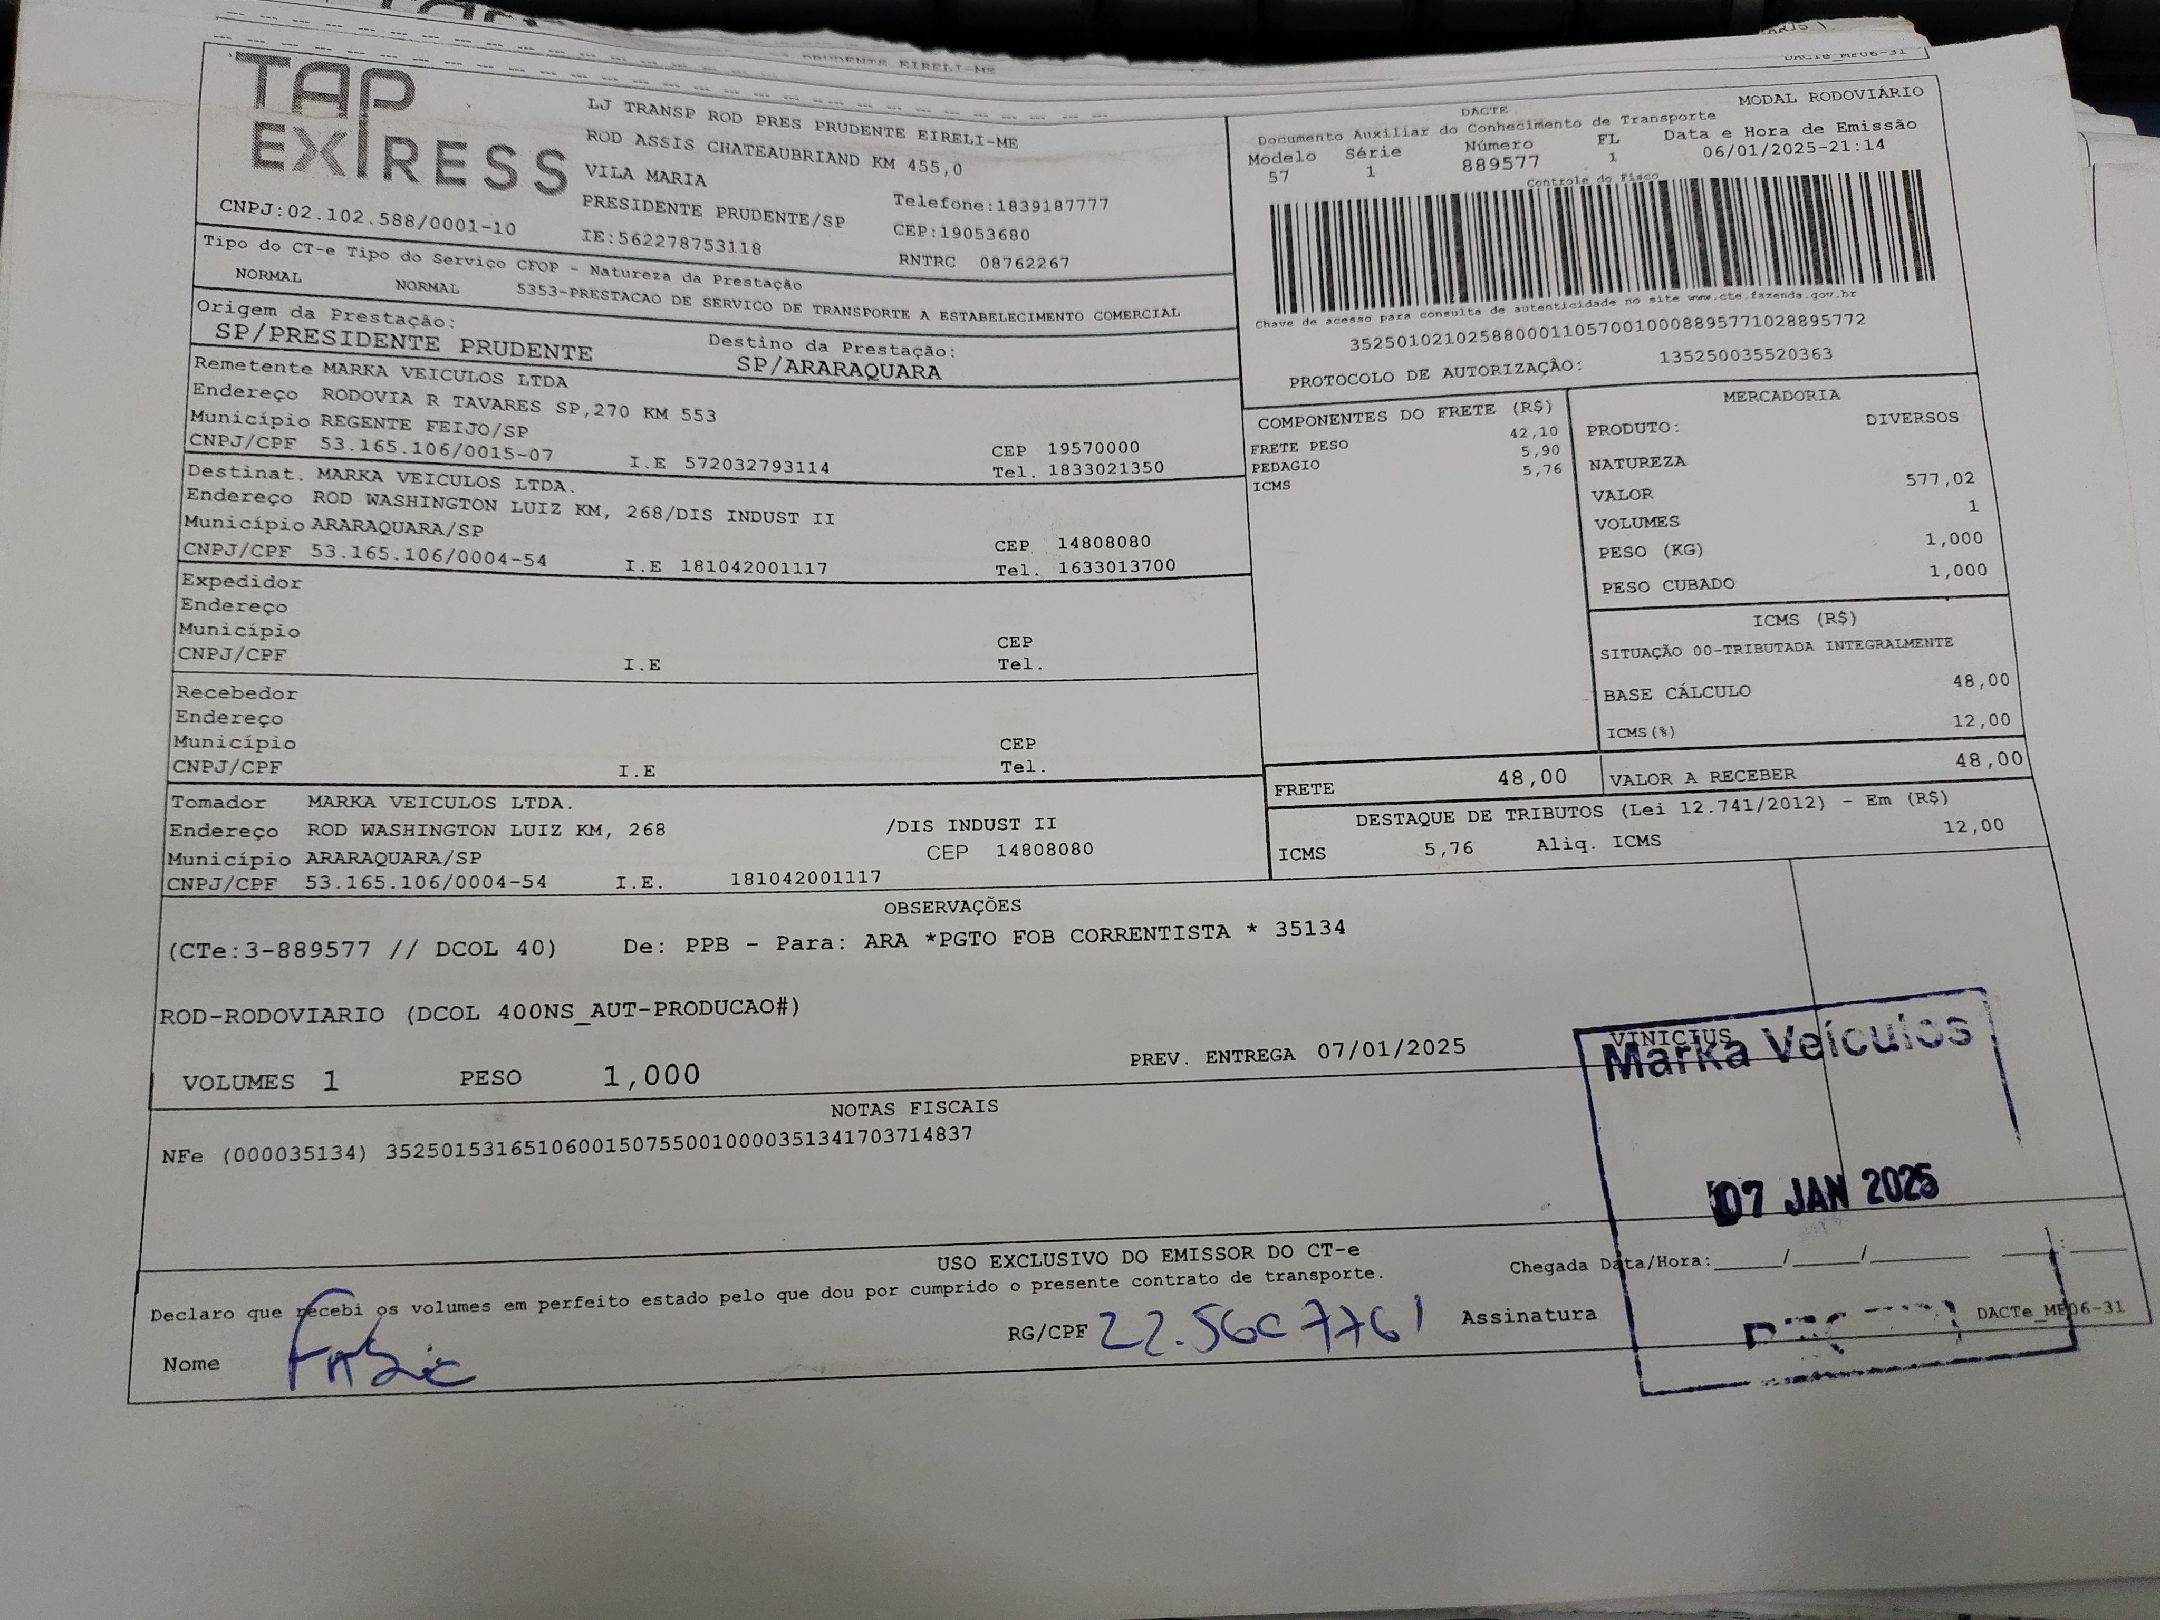 PRUDENTE EIRELI-ME
DACTe_ME06-31
TAP
EXPRESS
CNPJ:02.102.588/0001-10
LJ TRANSP ROD PRES PRUDENTE EIRELI-ME
ROD ASSIS CHATEAUBRIAND KM 455,0
VILA MARIA
PRESIDENTE PRUDENTE/SP
IE:562278753118
Telefone:1839187777
CEP:19053680
RNTRC 08762267
DACTE
MODAL RODOVIÁRIO
Documento Auxiliar do Conhecimento de Transporte
Modelo Série Número FL Data e Hora de Emissão
57 1 889577 1 06/01/2025-21:14
Controle do Fisco
Chave de acesso para consulta de autenticidade no site www.cte.fazenda.gov.br
35250102102588000110570010008895771028895772
PROTOCOLO DE AUTORIZAÇÃO: 135250035520363
Tipo do CT-e Tipo do Serviço CFOP - Natureza da Prestação
NORMAL NORMAL 5353-PRESTACAO DE SERVICO DE TRANSPORTE A ESTABELECIMENTO COMERCIAL
Origem da Prestação: Destino da Prestação:
SP/PRESIDENTE PRUDENTE SP/ARARAQUARA
Remetente MARKA VEICULOS LTDA
Endereço RODOVIA R TAVARES SP,270 KM 553
Município REGENTE FEIJO/SP CEP 19570000
CNPJ/CPF 53.165.106/0015-07 I.E 572032793114 Tel. 1833021350
Destinat. MARKA VEICULOS LTDA.
Endereço ROD WASHINGTON LUIZ KM, 268/DIS INDUST II
Município ARARAQUARA/SP CEP 14808080
CNPJ/CPF 53.165.106/0004-54 I.E 181042001117 Tel. 1633013700
Expedidor
Endereço
Município CEP
CNPJ/CPF I.E Tel.
Recebedor
Endereço
Município CEP
CNPJ/CPF I.E Tel.
Tomador MARKA VEICULOS LTDA.
Endereço ROD WASHINGTON LUIZ KM, 268 /DIS INDUST II
Município ARARAQUARA/SP CEP 14808080
CNPJ/CPF 53.165.106/0004-54 I.E. 181042001117
COMPONENTES DO FRETE (R$)
FRETE PESO 42,10
PEDAGIO 5,90
ICMS 5,76
MERCADORIA
PRODUTO: DIVERSOS
NATUREZA
VALOR 577,02
VOLUMES 1
PESO (KG) 1,000
PESO CUBADO 1,000
ICMS (R$)
SITUAÇÃO 00-TRIBUTADA INTEGRALMENTE
BASE CÁLCULO 48,00
ICMS(%) 12,00
FRETE 48,00 VALOR A RECEBER 48,00
DESTAQUE DE TRIBUTOS (Lei 12.741/2012) - Em (R$)
ICMS 5,76 Aliq. ICMS 12,00
OBSERVAÇÕES
(CTe:3-889577 // DCOL 40) De: PPB - Para: ARA *PGTO FOB CORRENTISTA * 35134
ROD-RODOVIARIO (DCOL 400NS_AUT-PRODUCAO#)
VINICIUS
VOLUMES 1 PESO 1,000 PREV. ENTREGA 07/01/2025
Marka Veículos
NOTAS FISCAIS
NFe (000035134) 35250153165106001507550010000351341703714837
07 JAN 2025
USO EXCLUSIVO DO EMISSOR DO CT-e
Declaro que recebi os volumes em perfeito estado pelo que dou por cumprido o presente contrato de transporte.
Chegada Data/Hora:____/____/______ ___:___
Nome RG/CPF Assinatura
DACTe_ME06-31